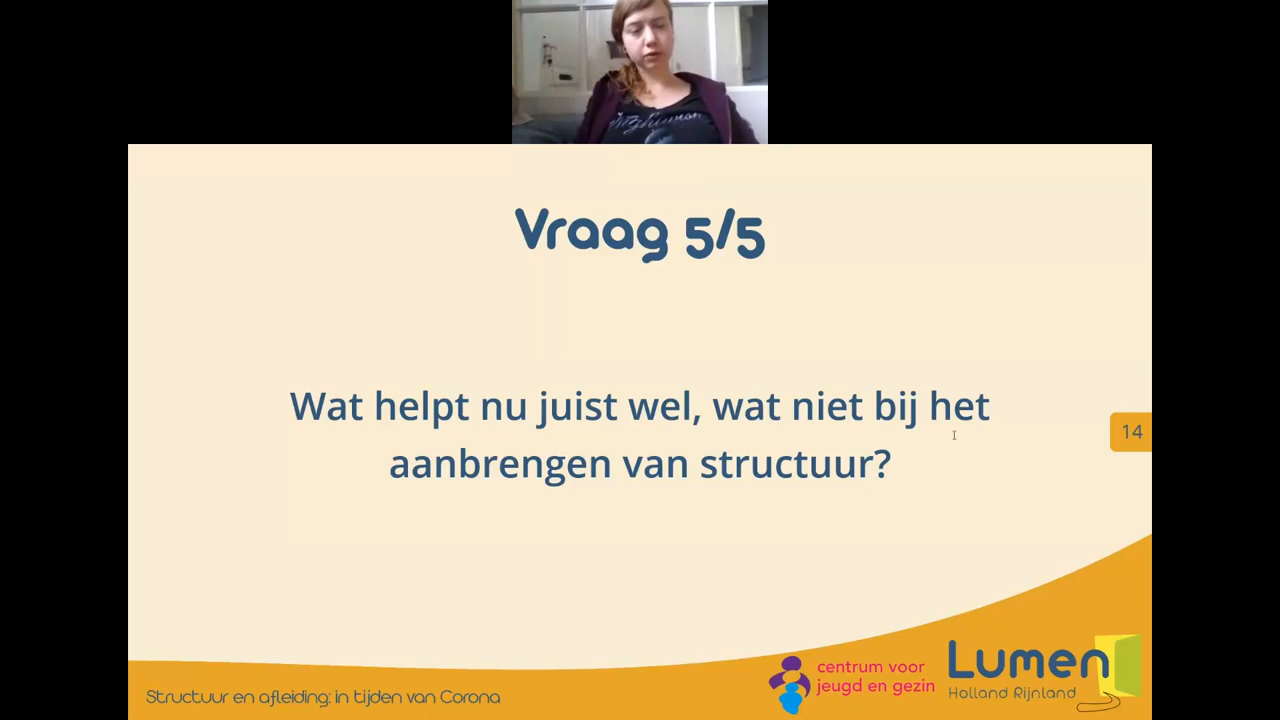 Vraag 5/5
Wat helpt nu juist wel, wat niet bij het
aanbrengen van structuur?
14
Structuur en afleiding: in tijden van Corona
centrum voor
jeugd en gezin
Lumen
Holland Rijnland